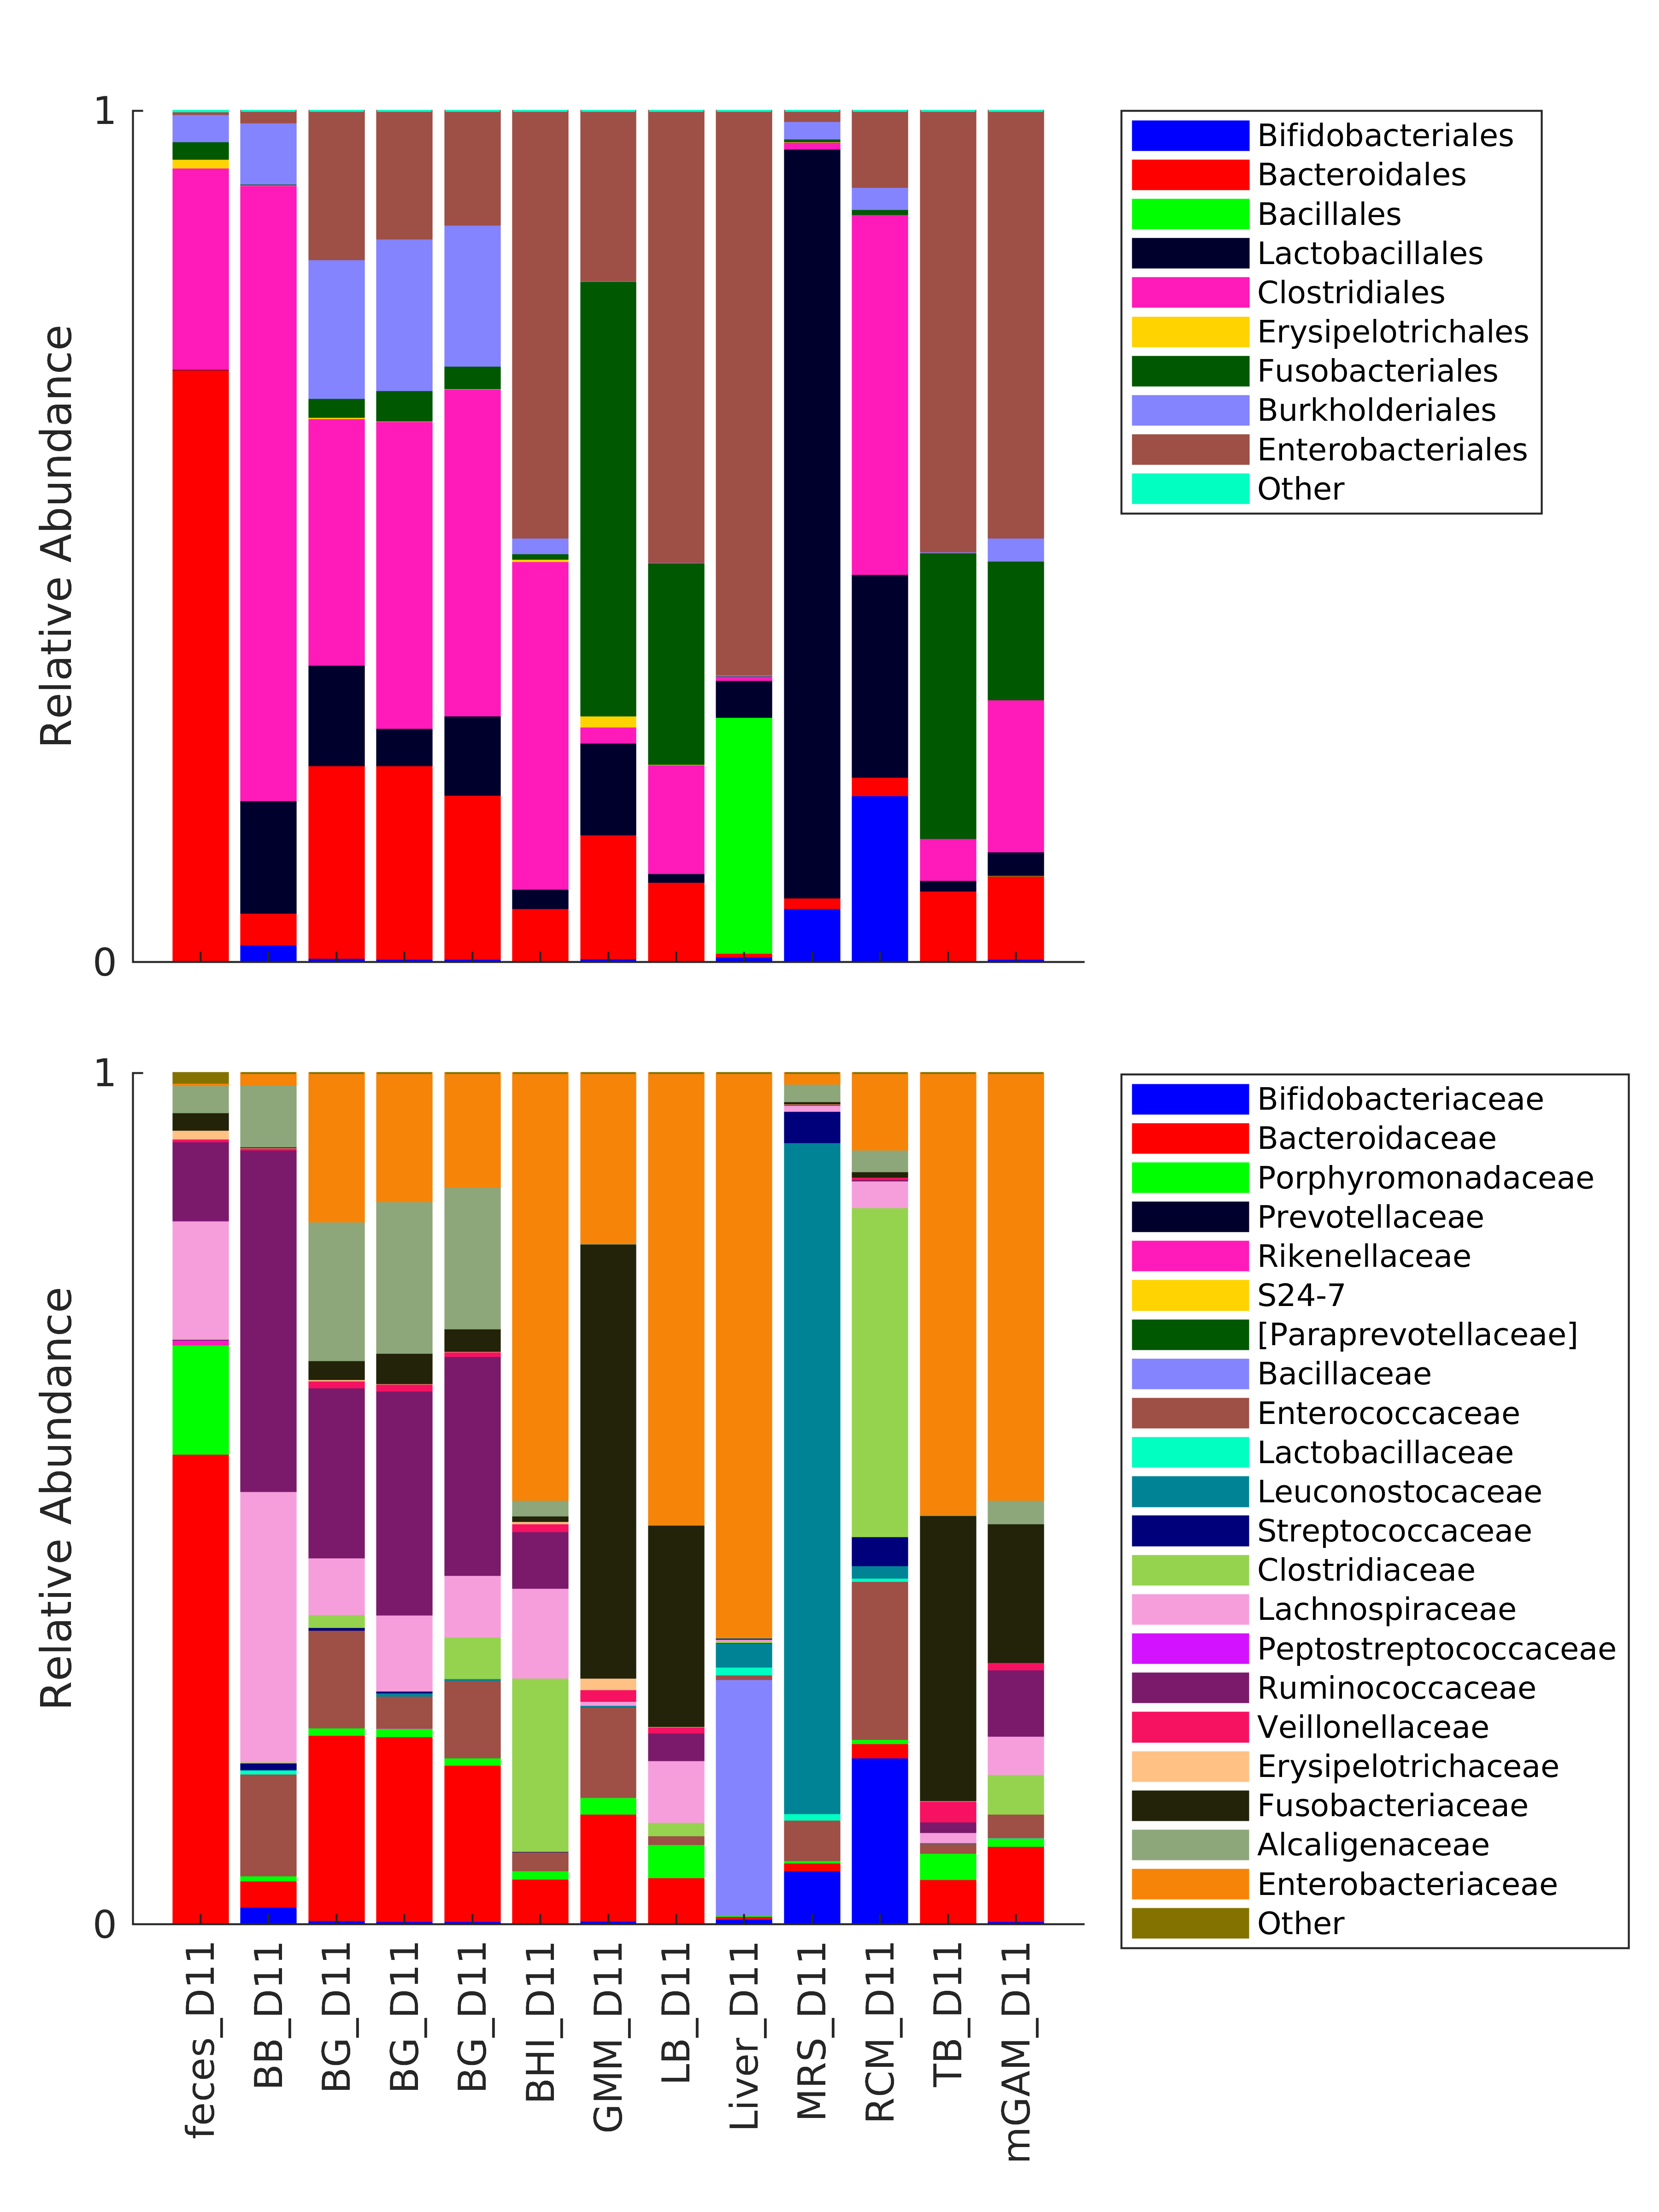 1
0
Relative Abundance
Bifidobacteriales
Bacteroidales
Bacillales
Lactobacillales
Clostridiales
Erysipelotrichales
Fusobacteriales
Burkholderiales
Enterobacteriales
Other
1
0
Relative Abundance
Bifidobacteriaceae
Bacteroidaceae
Porphyromonadaceae
Prevotellaceae
Rikenellaceae
S24-7
[Paraprevotellaceae]
Bacillaceae
Enterococcaceae
Lactobacillaceae
Leuconostocaceae
Streptococcaceae
Clostridiaceae
Lachnospiraceae
Peptostreptococcaceae
Ruminococcaceae
Veillonellaceae
Erysipelotrichaceae
Fusobacteriaceae
Alcaligenaceae
Enterobacteriaceae
Other
feces_D11
BB_D11
BG_D11
BG_D11
BG_D11
BHI_D11
GMM_D11
LB_D11
Liver_D11
MRS_D11
RCM_D11
TB_D11
mGAM_D11